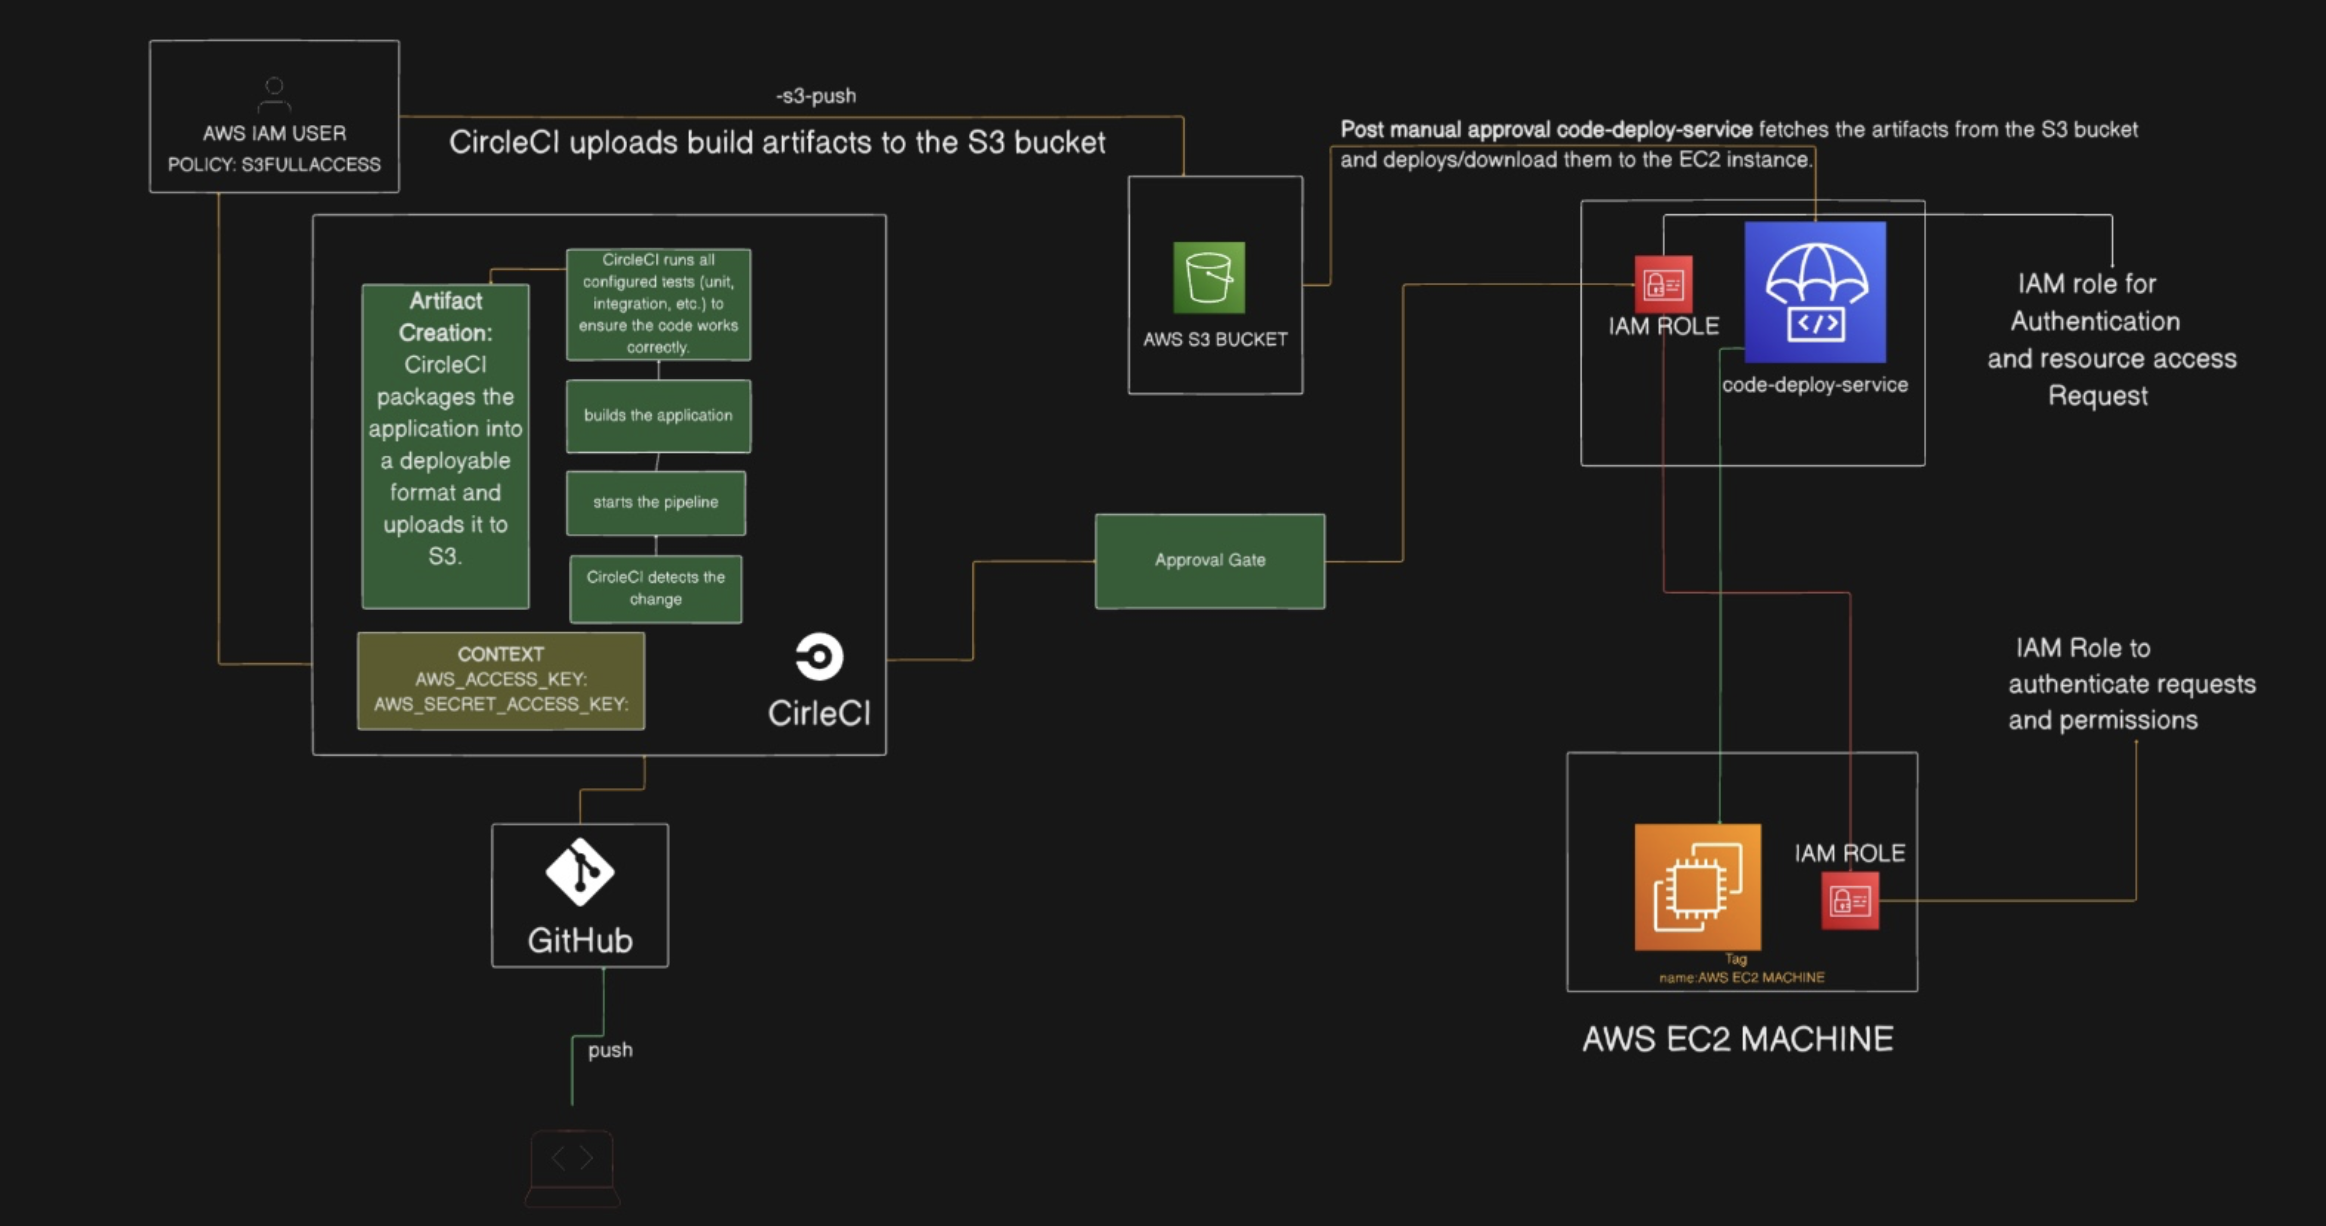 AWS IAM USER
POLICY: S3FULLACCESS
-s3-push
CircleCI uploads build artifacts to the S3 bucket
Post manual approval code-deploy-service fetches the artifacts from the S3 bucket
and deploys/download them to the EC2 instance.
AWS S3 BUCKET
IAM ROLE
code-deploy-service
IAM role for
Authentication
and resource access
Request
Artifact
Creation:
CircleCI
packages the
application into
a deployable
format and
uploads it to
S3.
CircleCI runs all
configured tests (unit,
integration, etc.) to
ensure the code works
correctly.
builds the application
starts the pipeline
CircleCI detects the
change
CONTEXT
AWS_ACCESS_KEY:
AWS_SECRET_ACCESS_KEY:
CirleCI
Approval Gate
IAM Role to
authenticate requests
and permissions
GitHub
push
IAM ROLE
Tag
name:AWS EC2 MACHINE
AWS EC2 MACHINE